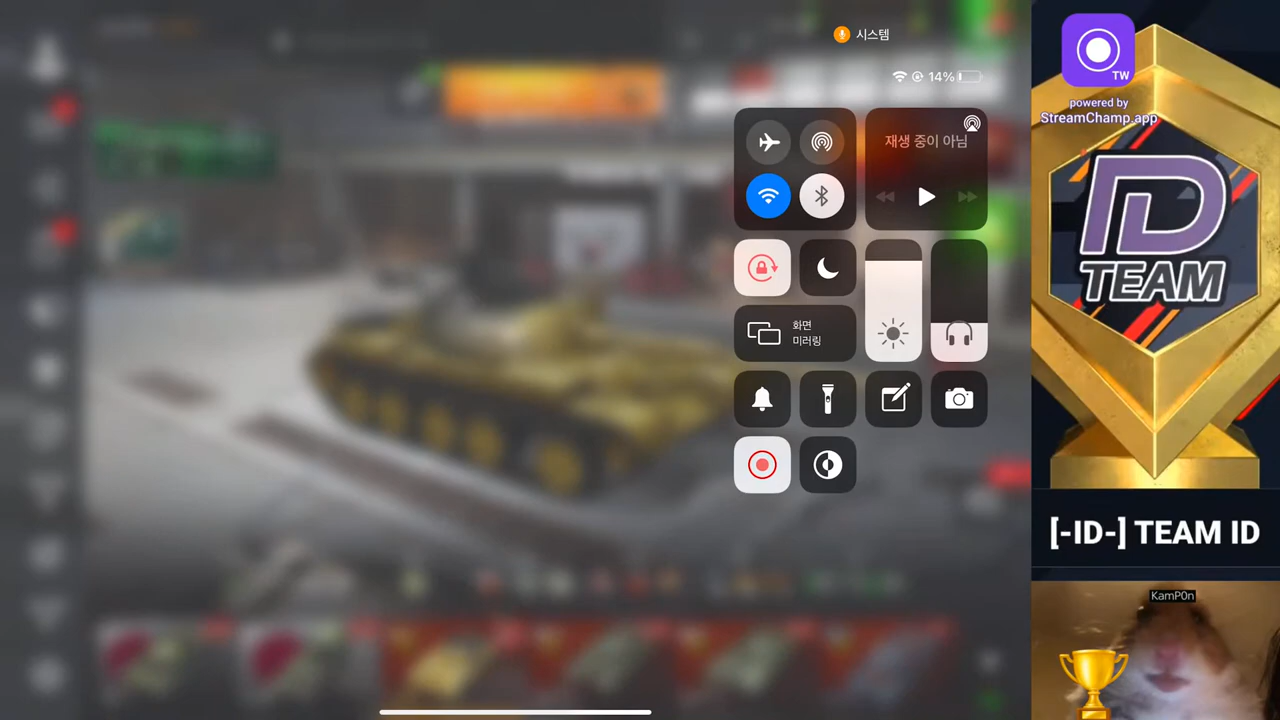 시스템
14%
재생 중이 아님
화면
미러링
TW
powered by
StreamChamp.app
ID
TEAM
[-ID-] TEAM ID
KamP0n